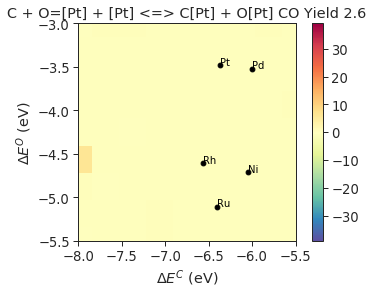 C + O=[Pt] + [Pt] <=> C[Pt] + O[Pt] CO Yield 2.6
−3.0
−3.5
−4.0
−4.5
−5.0
−5.5
ΔE^O (eV)
Pt
Pd
Rh
Ni
Ru
−8.0 −7.5 −7.0 −6.5 −6.0 −5.5
ΔE^C (eV)
30
20
10
0
−10
−20
−30